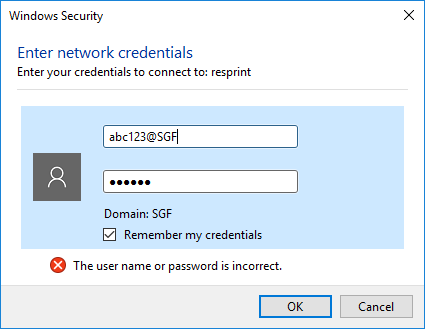 Windows Security
Enter network credentials
Enter your credentials to connect to: resprint
abc123@SGF
●●●●●●
Domain: SGF
Remember my credentials
The user name or password is incorrect.
OK
Cancel